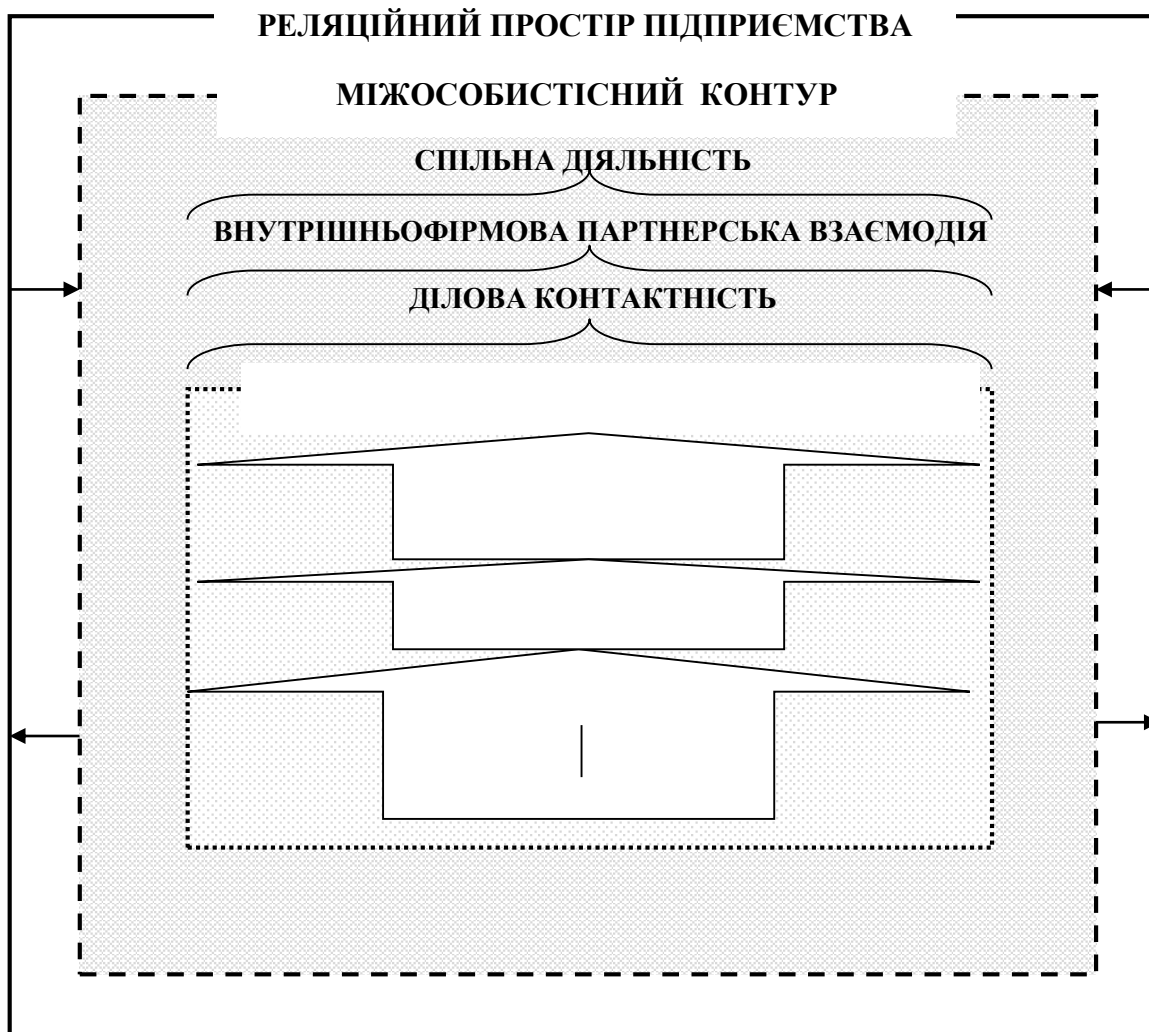 РЕЛЯЦІЙНИЙ ПРОСТІР ПІДПРИЄМСТВА
МІЖОСОБИСТІСНИЙ КОНТУР
СПІЛЬНА ДІЯЛЬНІСТЬ
ВНУТРІШНЬОФІРМОВА ПАРТНЕРСЬКА ВЗАЄМОДІЯ
ДІЛОВА КОНТАКТНІСТЬ